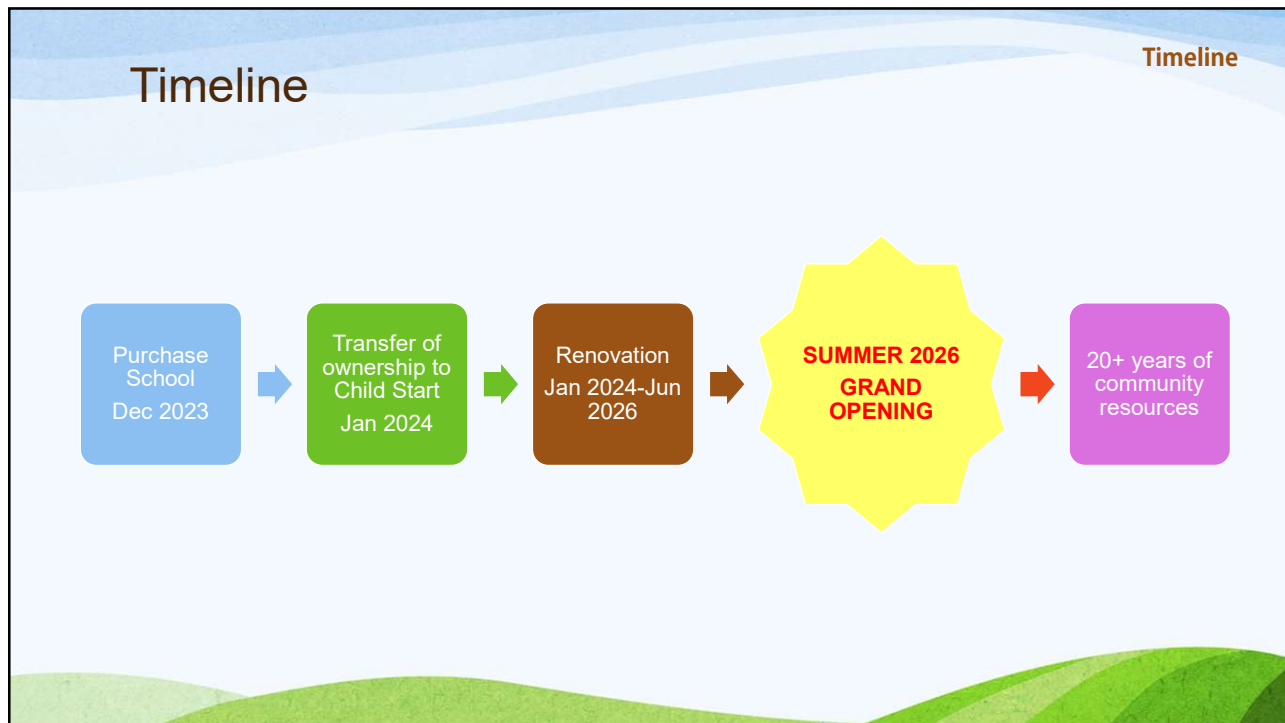 Timeline
Timeline
Purchase
School
Dec 2023
Transfer of
ownership to
Child Start
Jan 2024
Renovation
Jan 2024-Jun
2026
SUMMER 2026
GRAND
OPENING
20+ years of
community
resources